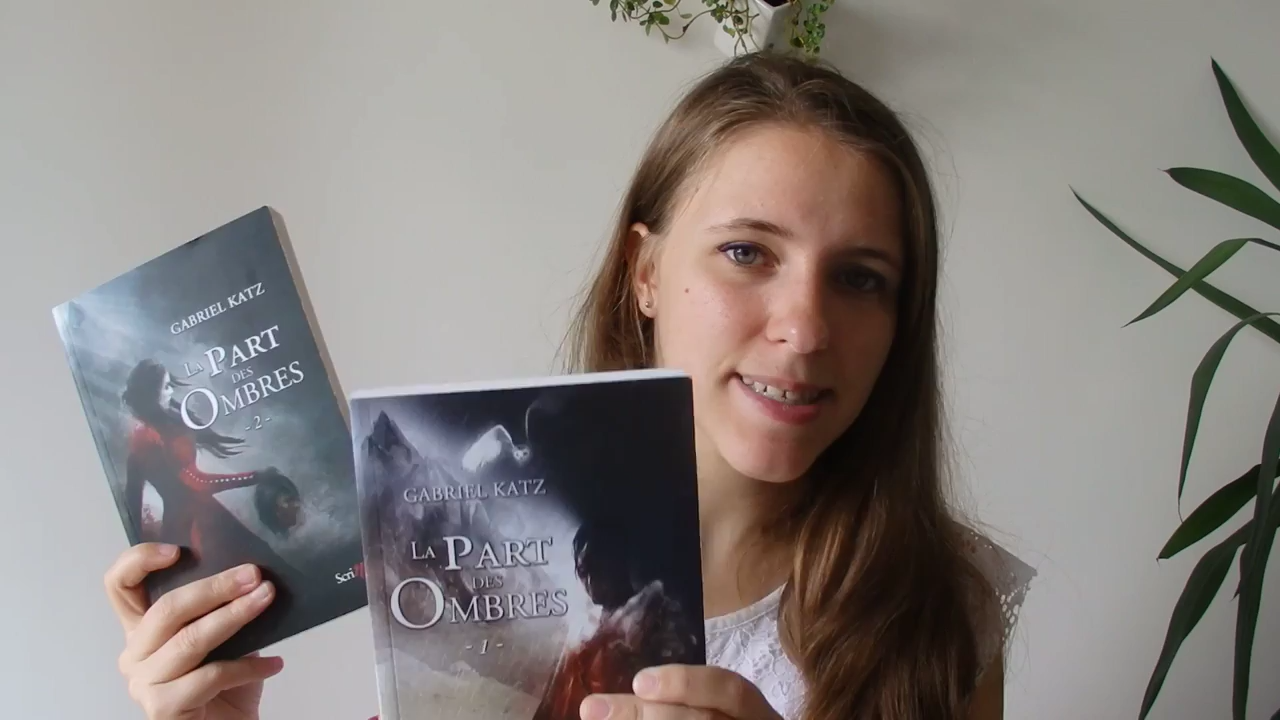 GABRIEL KATZ
LA PART
DES
OMBRES
- 2 -
GABRIEL KATZ
LA PART
DES
OMBRES
- 1 -